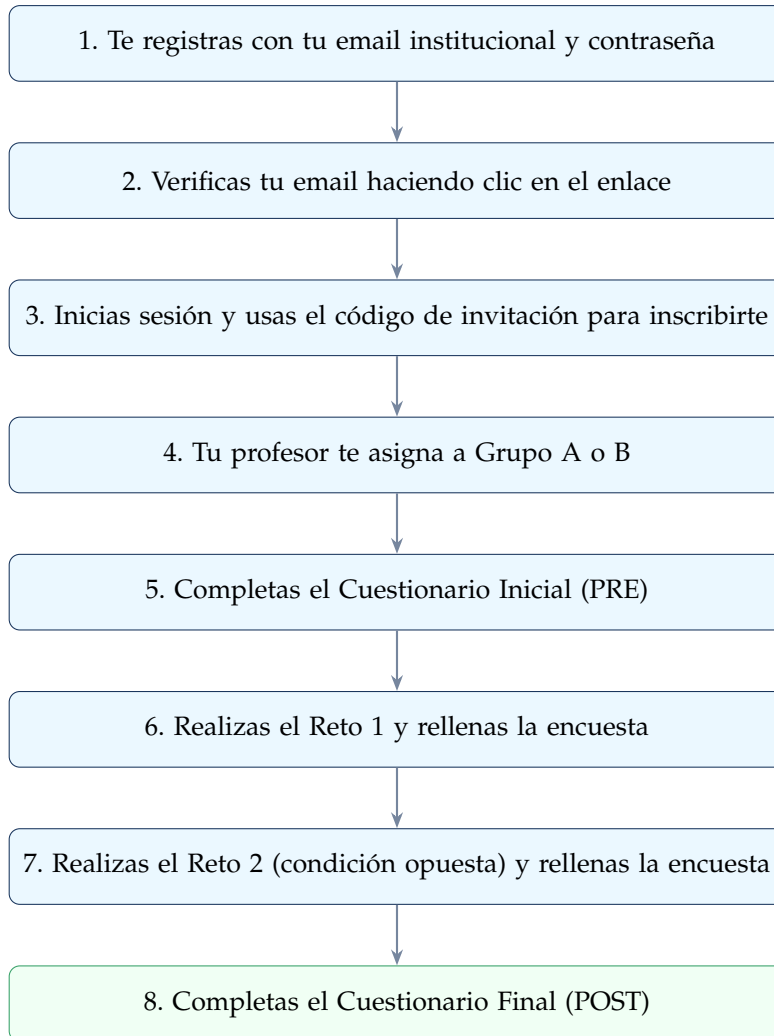 1. Te registras con tu email institucional y contraseña
2. Verificas tu email haciendo clic en el enlace
3. Inicias sesión y usas el código de invitación para inscribirte
4. Tu profesor te asigna a Grupo A o B
5. Completas el Cuestionario Inicial (PRE)
6. Realizas el Reto 1 y rellenas la encuesta
7. Realizas el Reto 2 (condición opuesta) y rellenas la encuesta
8. Completas el Cuestionario Final (POST)